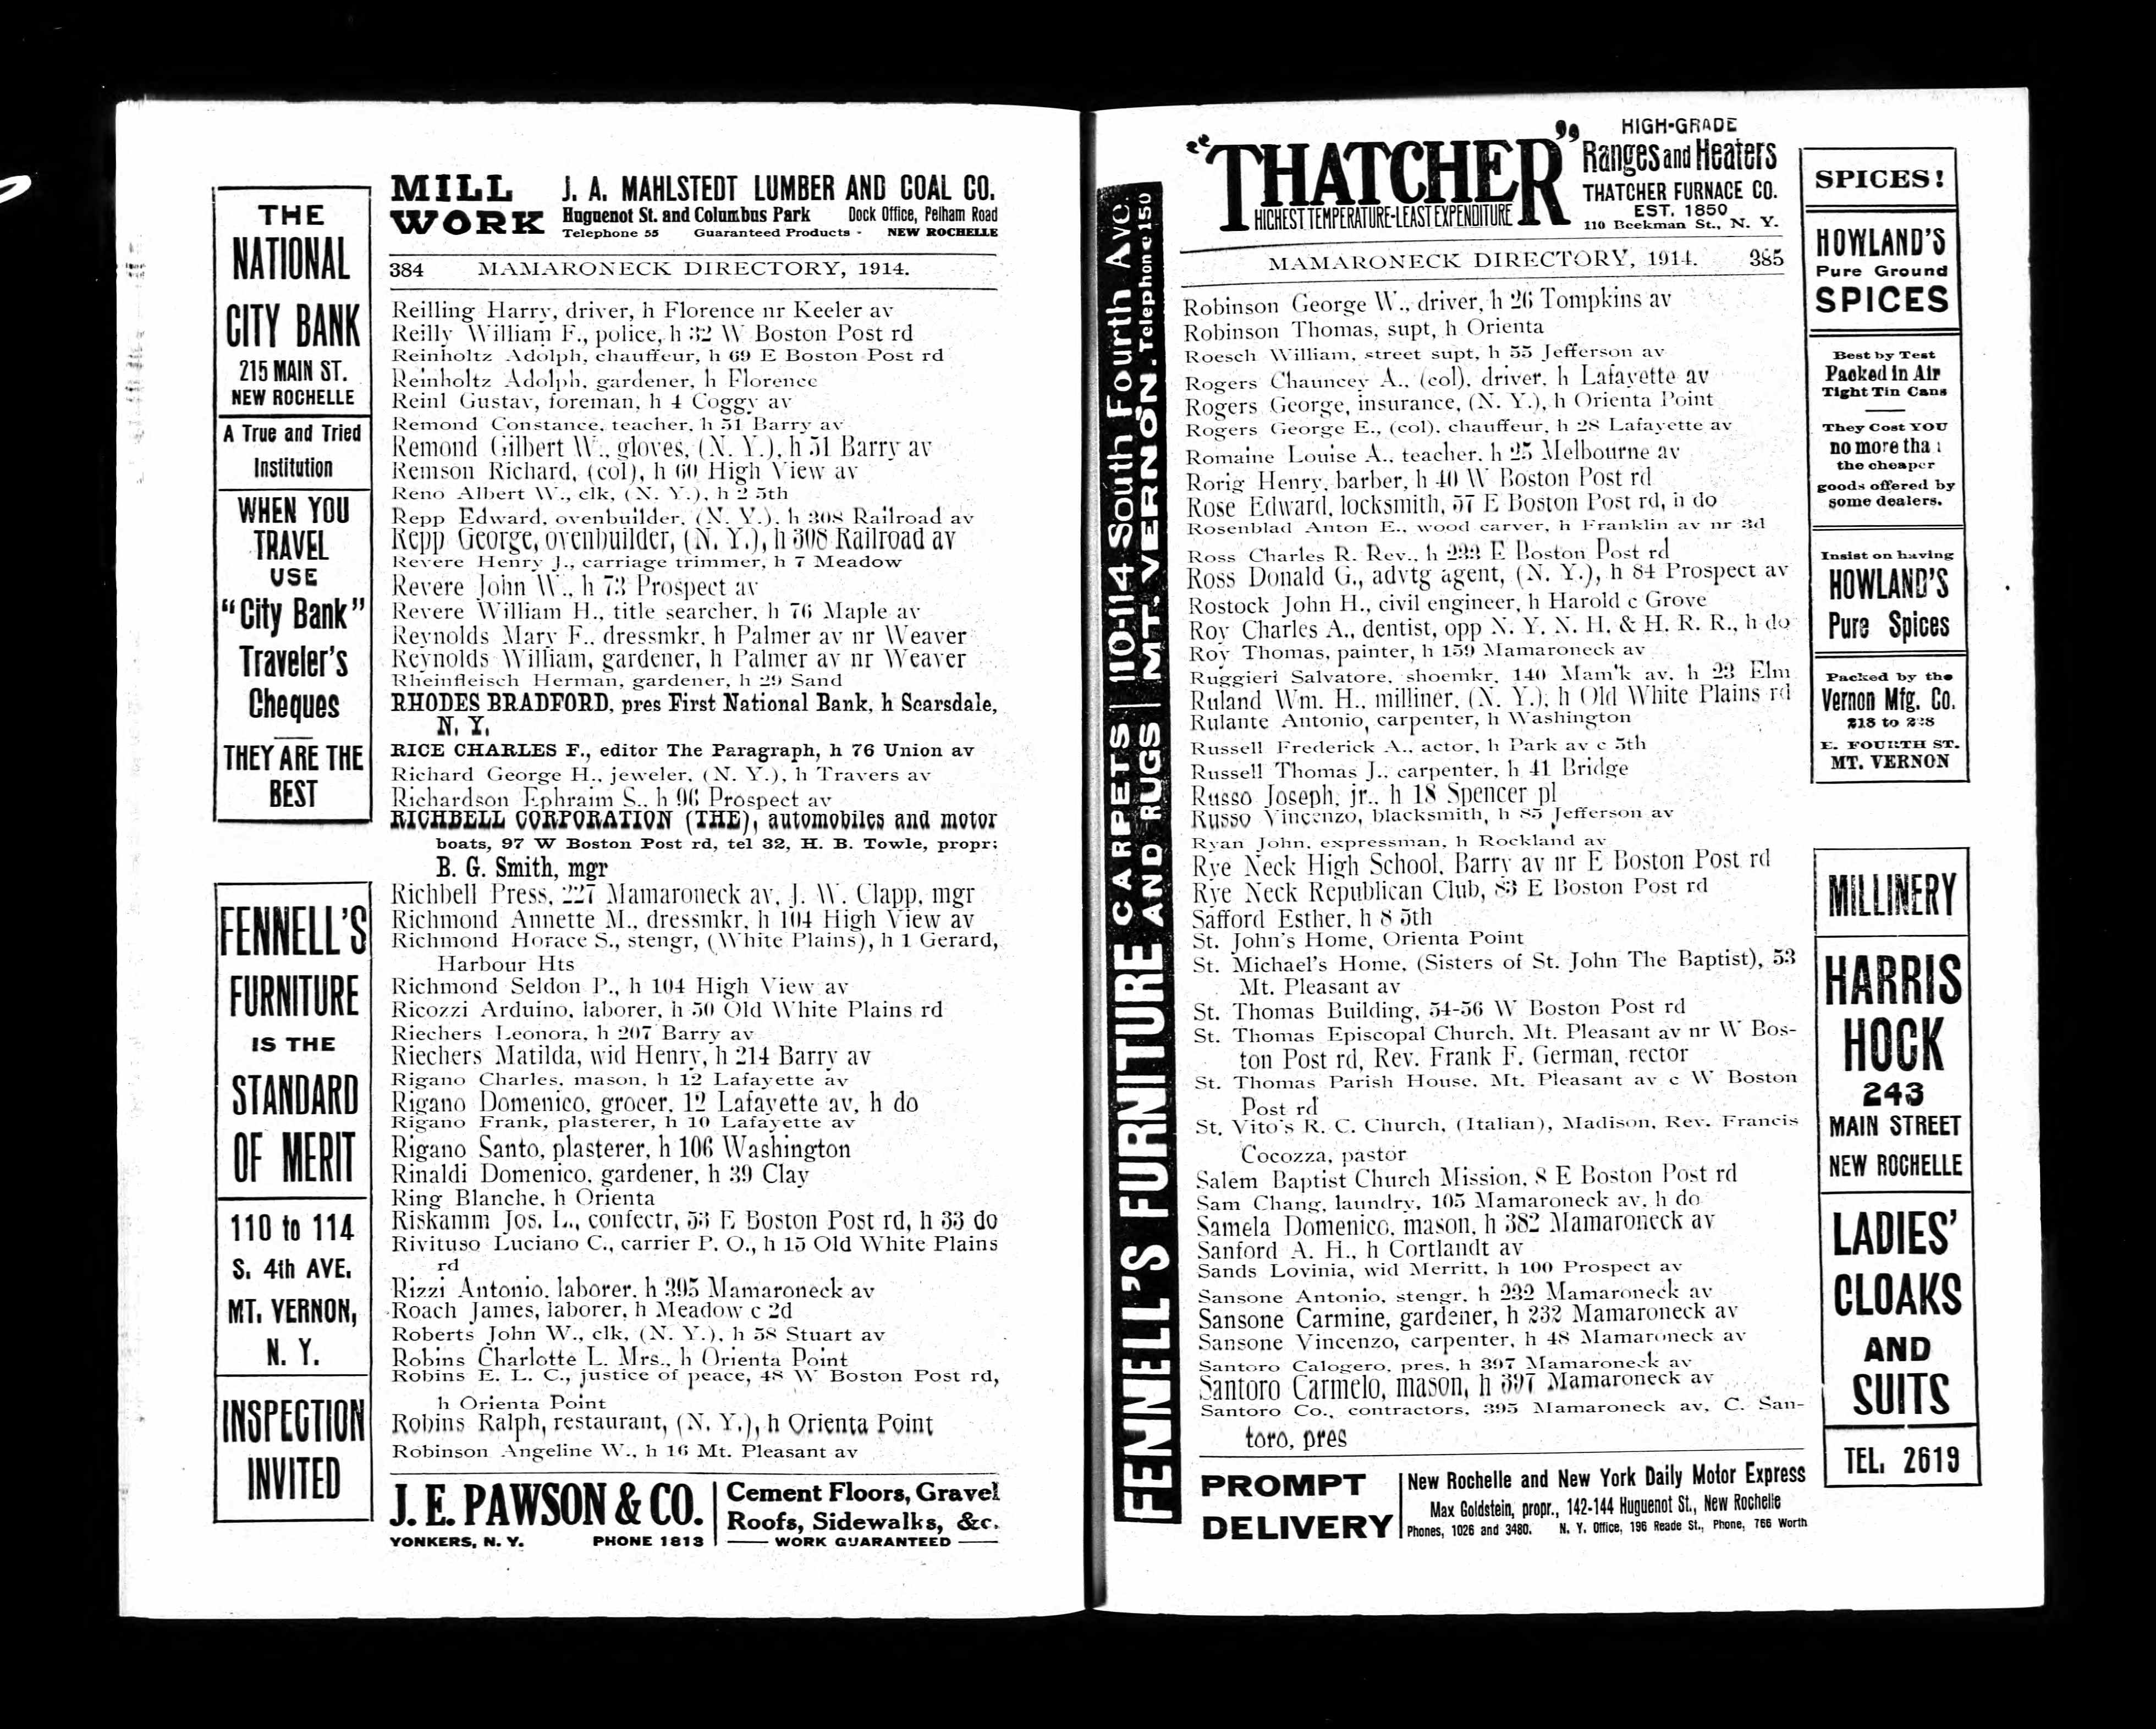 THE
NATIONAL
CITY BANK
215 MAIN ST.
NEW ROCHELLE
A True and Tried
Institution
WHEN YOU
TRAVEL
USE
"City Bank"
Traveler's
Cheques
THEY ARE THE
BEST
FENNELL'S
FURNITURE
IS THE
STANDARD
OF MERIT
110 to 114
S. 4th AVE.
MT. VERNON,
N. Y.
INSPECTION
INVITED
MILL
WORK
J. A. MAHLSTEDT LUMBER AND COAL CO.
Huguenot St. and Columbus Park Dock Office, Pelham Road
Telephone 55 Guaranteed Products - NEW ROCHELLE
384 MAMARONECK DIRECTORY, 1914.
Reilling Harry, driver, h Florence nr Keeler av
Reilly William F., police, h 32 W Boston Post rd
Reinholtz Adolph, chauffeur, h 69 E Boston Post rd
Reinholtz Adolph, gardener, h Florence
Reinl Gustav, foreman, h 4 Coggy av
Remond Constance, teacher, h 51 Barry av
Remond Gilbert W., gloves, (N. Y.), h 51 Barry av
Remson Richard, (col), h 60 High View av
Reno Albert W., clk, (N. Y.), h 2 5th
Repp Edward, ovenbuilder, (N. Y.), h 308 Railroad av
Repp George, ovenbuilder, (N. Y.), h 308 Railroad av
Revere Henry J., carriage trimmer, h 7 Meadow
Revere John W., h 73 Prospect av
Revere William H., title searcher, h 76 Maple av
Reynolds Mary F., dressmkr, h Palmer av nr Weaver
Reynolds William, gardener, h Palmer av nr Weaver
Rheinfleisch Herman, gardener, h 29 Sand
RHODES BRADFORD, pres First National Bank, h Scarsdale,
N. Y.
RICE CHARLES F., editor The Paragraph, h 76 Union av
Richard George H., jeweler, (N. Y.), h Travers av
Richardson Ephraim S., h 96 Prospect av
RICHBELL CORPORATION (THE), automobiles and motor
boats, 97 W Boston Post rd, tel 32, H. B. Towle, propr;
B. G. Smith, mgr
Richbell Press, 227 Mamaroneck av, J. W. Clapp, mgr
Richmond Annette M., dressmkr, h 104 High View av
Richmond Horace S., stengr, (White Plains), h 1 Gerard,
Harbour Hts
Richmond Seldon P., h 104 High View av
Ricozzi Arduino, laborer, h 50 Old White Plains rd
Riechers Leonora, h 207 Barry av
Riechers Matilda, wid Henry, h 214 Barry av
Rigano Charles, mason, h 12 Lafayette av
Rigano Domenico, grocer, 12 Lafayette av, h do
Rigano Frank, plasterer, h 10 Lafayette av
Rigano Santo, plasterer, h 106 Washington
Rinaldi Domenico, gardener, h 39 Clay
Ring Blanche, h Orienta
Riskamm Jos. L., confectr, 53 E Boston Post rd, h 33 do
Rivituso Luciano C., carrier P. O., h 15 Old White Plains
rd
Rizzi Antonio, laborer, h 395 Mamaroneck av
Roach James, laborer, h Meadow c 2d
Roberts John W., clk, (N. Y.), h 58 Stuart av
Robins Charlotte L. Mrs., h Orienta Point
Robins E. L. C., justice of peace, 48 W Boston Post rd,
h Orienta Point
Robins Ralph, restaurant, (N. Y.), h Orienta Point
Robinson Angeline W., h 16 Mt. Pleasant av
J. E. PAWSON & CO.
YONKERS, N. Y. PHONE 1813
Cement Floors, Gravel
Roofs, Sidewalks, &c.
WORK GUARANTEED
FENNELL'S FURNITURE CARPETS AND RUGS 110-114 South Fourth Ave. MT. VERNON. Telephone 150
"THATCHER"
HIGHEST TEMPERATURE-LEAST EXPENDITURE
HIGH-GRADE
Ranges and Heaters
THATCHER FURNACE CO.
EST. 1850
110 Beekman St., N. Y.
MAMARONECK DIRECTORY, 1914. 385
Robinson George W., driver, h 26 Tompkins av
Robinson Thomas, supt, h Orienta
Roesch William, street supt, h 55 Jefferson av
Rogers Chauncey A., (col), driver, h Lafayette av
Rogers George, insurance, (N. Y.), h Orienta Point
Rogers George E., (col), chauffeur, h 28 Lafayette av
Romaine Louise A., teacher, h 25 Melbourne av
Rorig Henry, barber, h 40 W Boston Post rd
Rose Edward, locksmith, 57 E Boston Post rd, h do
Rosenblad Anton E., wood carver, h Franklin av nr 3d
Ross Charles R. Rev., h 233 E Boston Post rd
Ross Donald G., advtg agent, (N. Y.), h 84 Prospect av
Rostock John H., civil engineer, h Harold c Grove
Roy Charles A., dentist, opp N. Y. N. H. & H. R. R., h do
Roy Thomas, painter, h 159 Mamaroneck av
Ruggieri Salvatore, shoemkr, 140 Mam'k av, h 23 Elm
Ruland Wm. H., milliner, (N. Y.), h Old White Plains rd
Rulante Antonio, carpenter, h Washington
Russell Frederick A., actor, h Park av c 5th
Russell Thomas J., carpenter, h 41 Bridge
Russo Joseph, jr., h 18 Spencer pl
Russo Vincenzo, blacksmith, h 85 Jefferson av
Ryan John, expressman, h Rockland av
Rye Neck High School, Barry av nr E Boston Post rd
Rye Neck Republican Club, 83 E Boston Post rd
Safford Esther, h 8 5th
St. John's Home, Orienta Point
St. Michael's Home, (Sisters of St. John The Baptist), 53
Mt. Pleasant av
St. Thomas Building, 54-56 W Boston Post rd
St. Thomas Episcopal Church, Mt. Pleasant av nr W Bos-
ton Post rd, Rev. Frank F. German, rector
St. Thomas Parish House, Mt. Pleasant av c W Boston
Post rd
St. Vito's R. C. Church, (Italian), Madison, Rev. Francis
Cocozza, pastor
Salem Baptist Church Mission, 8 E Boston Post rd
Sam Chang, laundry, 105 Mamaroneck av, h do
Samela Domenico, mason, h 382 Mamaroneck av
Sanford A. H., h Cortlandt av
Sands Lovinia, wid Merritt, h 100 Prospect av
Sansone Antonio, stengr, h 232 Mamaroneck av
Sansone Carmine, gardener, h 232 Mamaroneck av
Sansone Vincenzo, carpenter, h 48 Mamaroneck av
Santoro Calogero, pres, h 397 Mamaroneck av
Santoro Carmelo, mason, h 397 Mamaroneck av
Santoro Co., contractors, 395 Mamaroneck av, C. San-
toro, pres
PROMPT
DELIVERY
New Rochelle and New York Daily Motor Express
Max Goldstein, propr., 142-144 Huguenot St., New Rochelle
Phones, 1026 and 3480. N. Y. Office, 196 Reade St., Phone, 766 Worth
SPICES!
HOWLAND'S
Pure Ground
SPICES
Best by Test
Packed in Air
Tight Tin Cans
They Cost YOU
no more tha
the cheaper
goods offered by
some dealers.
Insist on having
HOWLAND'S
Pure Spices
Packed by the
Vernon Mfg. Co.
218 to 228
E. FOURTH ST.
MT. VERNON
MILLINERY
HARRIS
HOCK
243
MAIN STREET
NEW ROCHELLE
LADIES'
CLOAKS
AND
SUITS
TEL. 2619